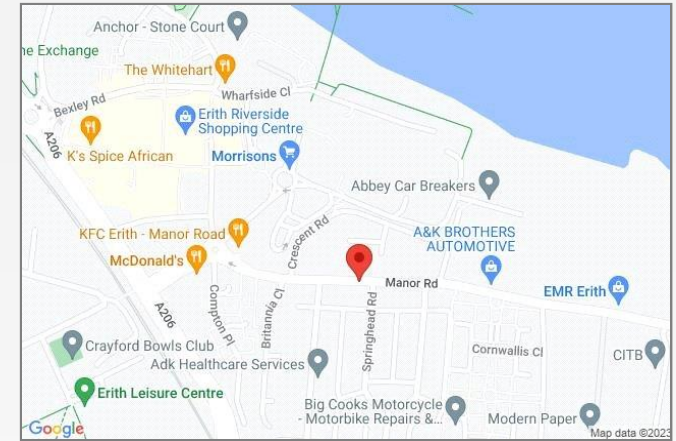 Anchor - Stone Court
he Exchange
The Whitehart
Wharfside Cl
Bexley Rd
Erith Riverside
Shopping Centre
A206
K's Spice African
Morrisons
Abbey Car Breakers
Crescent Rd
KFC Erith - Manor Road
A&K BROTHERS
AUTOMOTIVE
McDonald's
Manor Rd
EMR Erith
A206
Compton Pl
Britannia Cl
Springhead Rd
Crayford Bowls Club
Cornwallis Cl
CITB
Adk Healthcare Services
Erith Leisure Centre
Big Cooks Motorcycle
- Motorbike Repairs &...
Modern Paper
Google
Map data ©2023